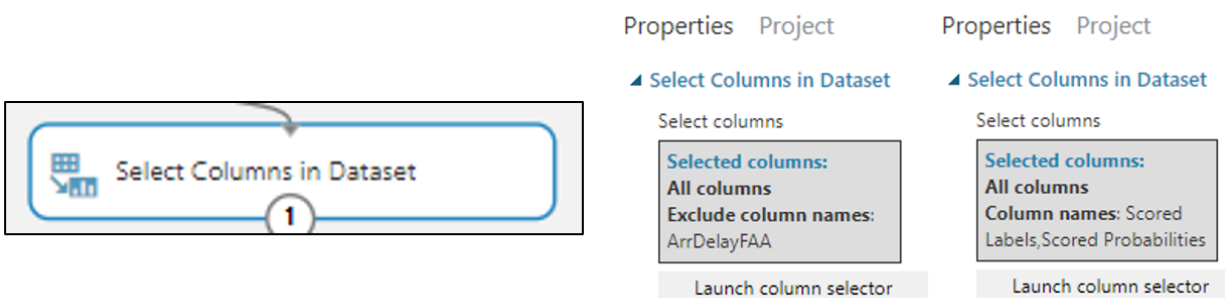 Select Columns in Dataset
1
Properties Project
Select Columns in Dataset
Select columns
Selected columns:
All columns
Exclude column names:
ArrDelayFAA
Launch column selector
Properties Project
Select Columns in Dataset
Select columns
Selected columns:
All columns
Column names: Scored
Labels,Scored Probabilities
Launch column selector